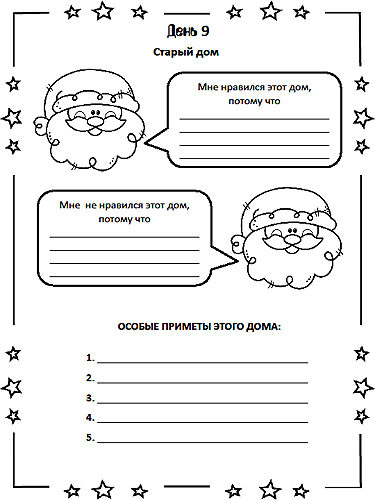 День 9
Старый дом
Мне нравился этот дом,
потому что
Мне не нравился этот дом,
потому что
ОСОБЫЕ ПРИМЕТЫ ЭТОГО ДОМА:
1.
2.
3.
4.
5.